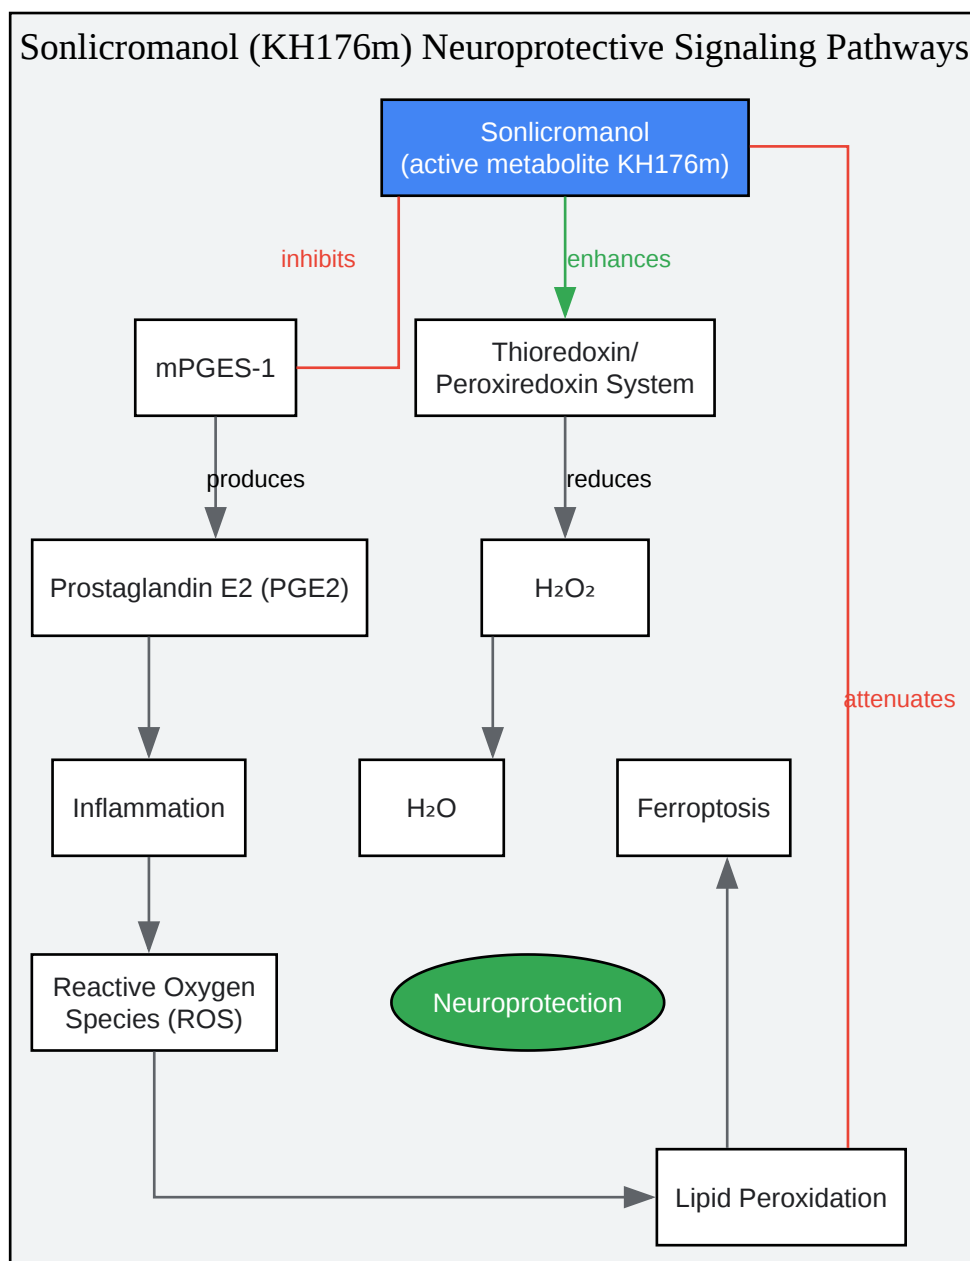 Sonlicromanol (KH176m) Neuroprotective Signaling Pathways
Sonlicromanol
(active metabolite KH176m)
inhibits
enhances
mPGES-1
Thioredoxin/
Peroxiredoxin System
produces
reduces
Prostaglandin E2 (PGE2)
H₂O₂
attenuates
Inflammation
H₂O
Ferroptosis
Reactive Oxygen
Species (ROS)
Neuroprotection
Lipid Peroxidation